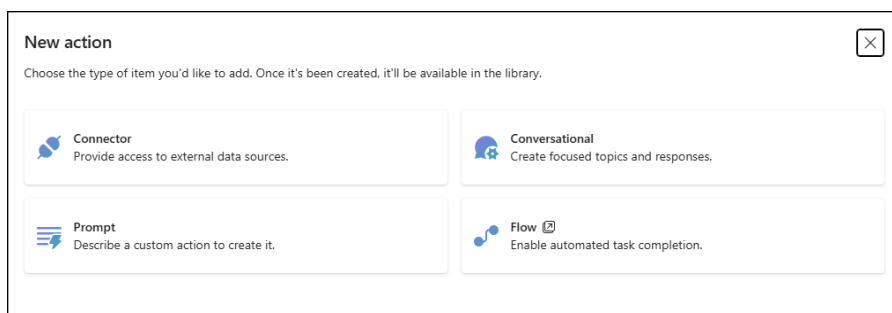 New action
Choose the type of item you'd like to add. Once it's been created, it'll be available in the library.
Connector
Provide access to external data sources.
Conversational
Create focused topics and responses.
Prompt
Describe a custom action to create it.
Flow
Enable automated task completion.